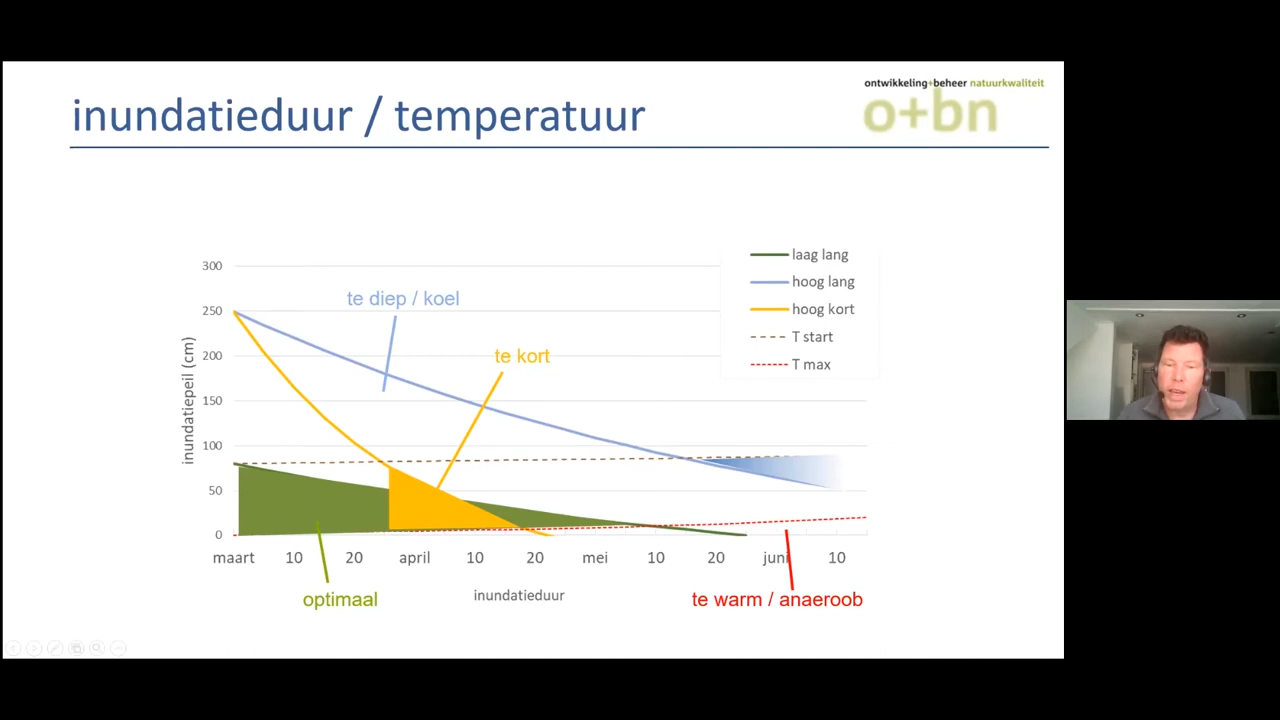 ontwikkeling+beheer natuurkwaliteit
o+bn
inundatieduur / temperatuur
laag lang
hoog lang
hoog kort
T start
T max
te diep / koel
te kort
inundatiepeil (cm)
300
250
200
150
100
50
0
maart 10 20 april 10 20 mei 10 20 juni 10
inundatieduur
optimaal
te warm / anaeroob